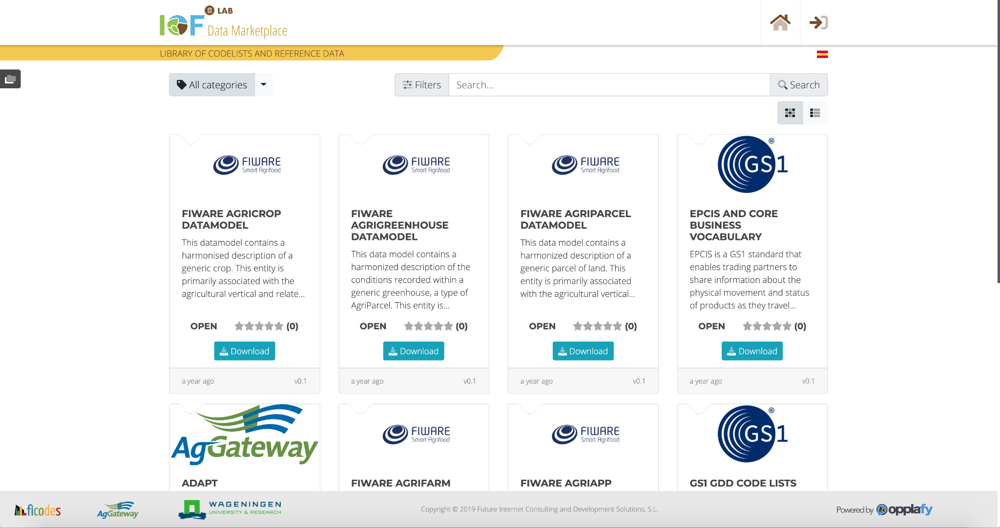 20 20 LAB
IOF Data Marketplace
LIBRARY OF CODELISTS AND REFERENCE DATA
All categories
Filters Search... Search
FIWARE
Smart Agrifood
FIWARE AGRICROP
DATAMODEL
This datamodel contains a
harmonised description of a
generic crop. This entity is
primarily associated with the
agricultural vertical and relate...
OPEN (0)
Download
a year ago v0.1
FIWARE
Smart Agrifood
FIWARE
AGRIGREENHOUSE
DATAMODEL
This data model contains a
harmonized description of the
conditions recorded within a
generic greenhouse, a type of
AgriParcel. This entity is...
OPEN (0)
Download
a year ago v0.1
FIWARE
Smart Agrifood
FIWARE AGRIPARCEL
DATAMODEL
This data model contains a
harmonized description of a
generic parcel of land. This
entity is primarily associated
with the agricultural vertical...
OPEN (0)
Download
a year ago v0.1
GS1®
EPCIS AND CORE
BUSINESS
VOCABULARY
EPCIS is a GS1 standard that
enables trading partners to
share information about the
physical movement and status
of products as they travel...
OPEN (0)
Download
a year ago v0.1
AgGateway
ADAPT
FIWARE
Smart Agrifood
FIWARE AGRIFARM
FIWARE
Smart Agrifood
FIWARE AGRIAPP
GS1®
GS1 GDD CODE LISTS
ficodes
AgGateway
WAGENINGEN
UNIVERSITY & RESEARCH
Copyright © 2019 Future Internet Consulting and Development Solutions, S.L.
Powered by opplafy